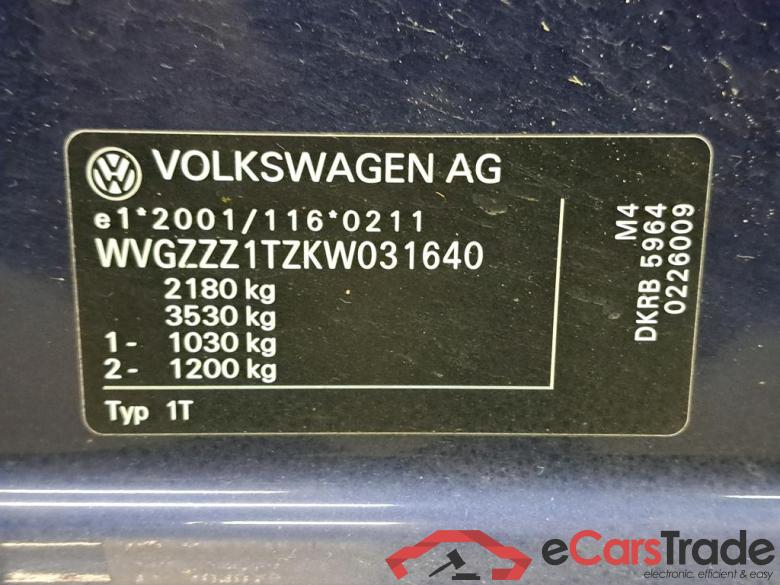 VOLKSWAGEN AG
e1*2001/116*0211
WVGZZZ1TZKW031640
2180 kg
3530 kg
1- 1030 kg
2- 1200 kg
Typ 1T
M4
DKRB 5964
0226009
eCarsTrade
electronic, efficient & easy